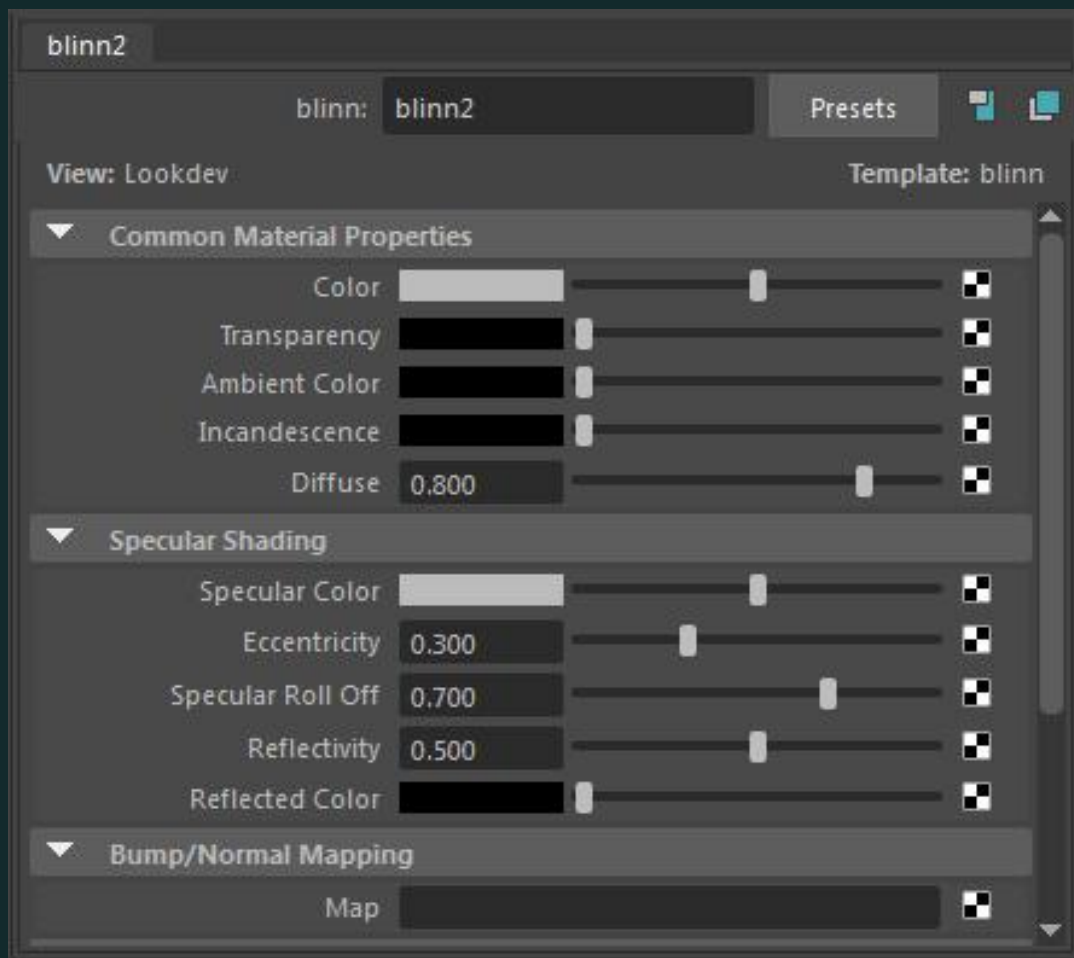 blinn2
blinn: blinn2 Presets
View: Lookdev Template: blinn
Common Material Properties
Color
Transparency
Ambient Color
Incandescence
Diffuse 0.800
Specular Shading
Specular Color
Eccentricity 0.300
Specular Roll Off 0.700
Reflectivity 0.500
Reflected Color
Bump/Normal Mapping
Map